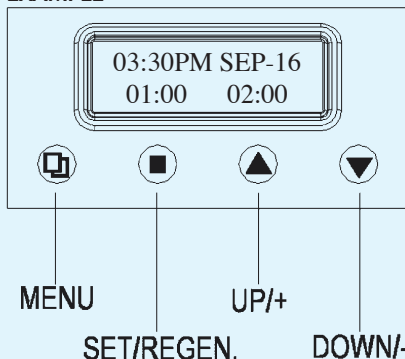 03:30PM SEP-16
01:00 02:00
MENU
UP/+
SET/REGEN.
DOWN/-